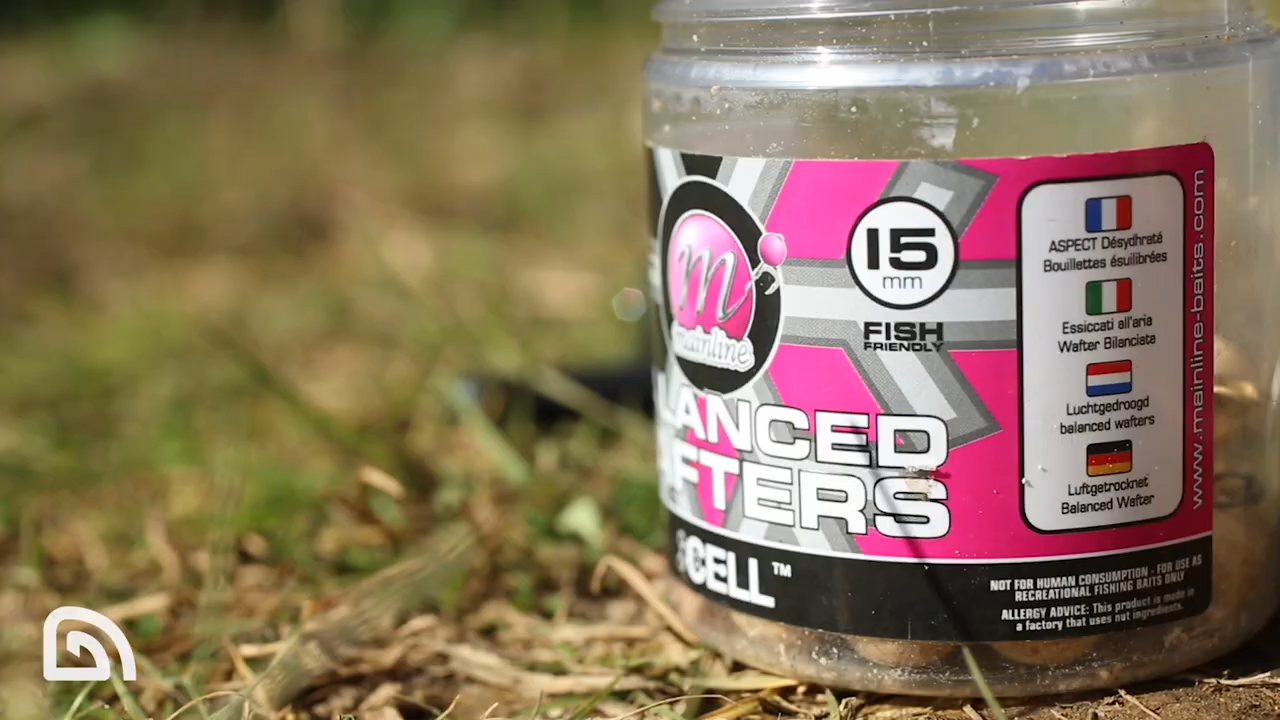 m
mainline
15
mm
FISH
FRIENDLY
LANCED
FTERS
CELL™
ASPECT Désydhraté
Bouillettes ésuilibrées
Essiccati all'aria
Wafter Bilanciate
Luchtgedroogd
balanced wafters
Luftgetrocknet
Balanced Wafter
www.mainline-baits.com
NOT FOR HUMAN CONSUMPTION - FOR USE AS
RECREATIONAL FISHING BAITS ONLY
ALLERGY ADVICE: This product is made in
a factory that uses nut ingredients.